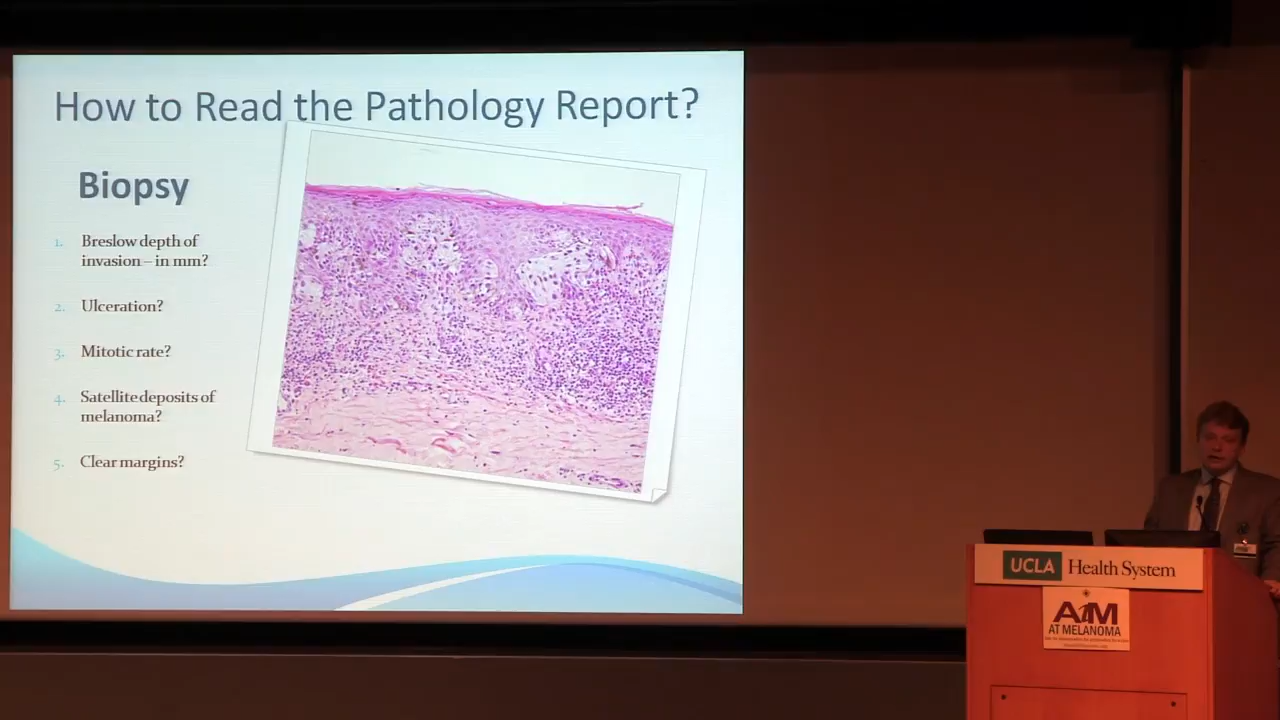 How to Read the Pathology Report?
Biopsy
1. Breslow depth of
invasion – in mm?
2. Ulceration?
3. Mitotic rate?
4. Satellite deposits of
melanoma?
5. Clear margins?
UCLA Health System
AIM
AT MELANOMA